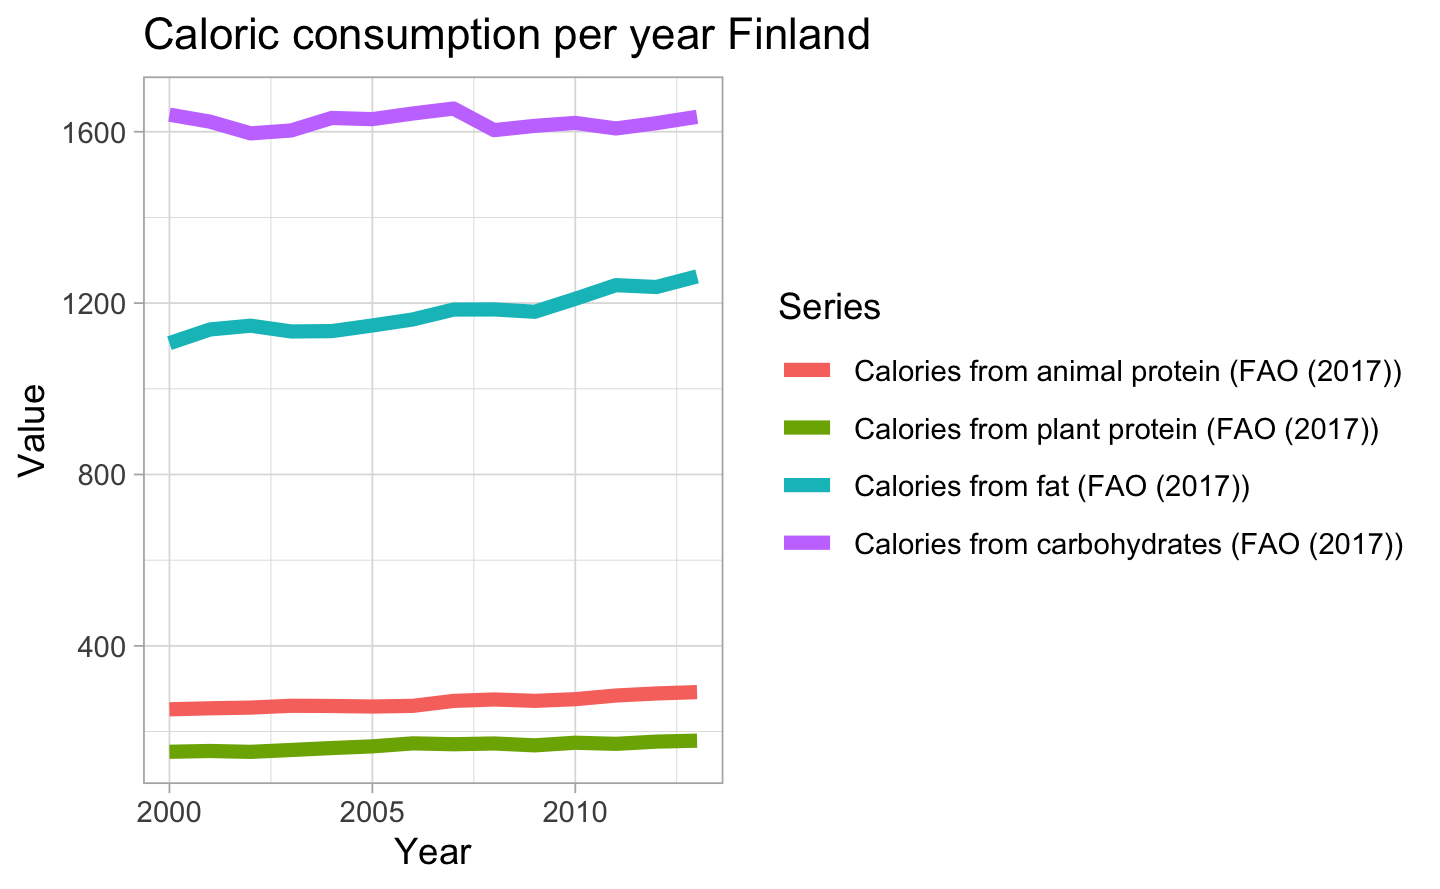 Caloric consumption per year Finland
1600
1200
800
400
Value
2000 2005 2010
Year
Series
Calories from animal protein (FAO (2017))
Calories from plant protein (FAO (2017))
Calories from fat (FAO (2017))
Calories from carbohydrates (FAO (2017))